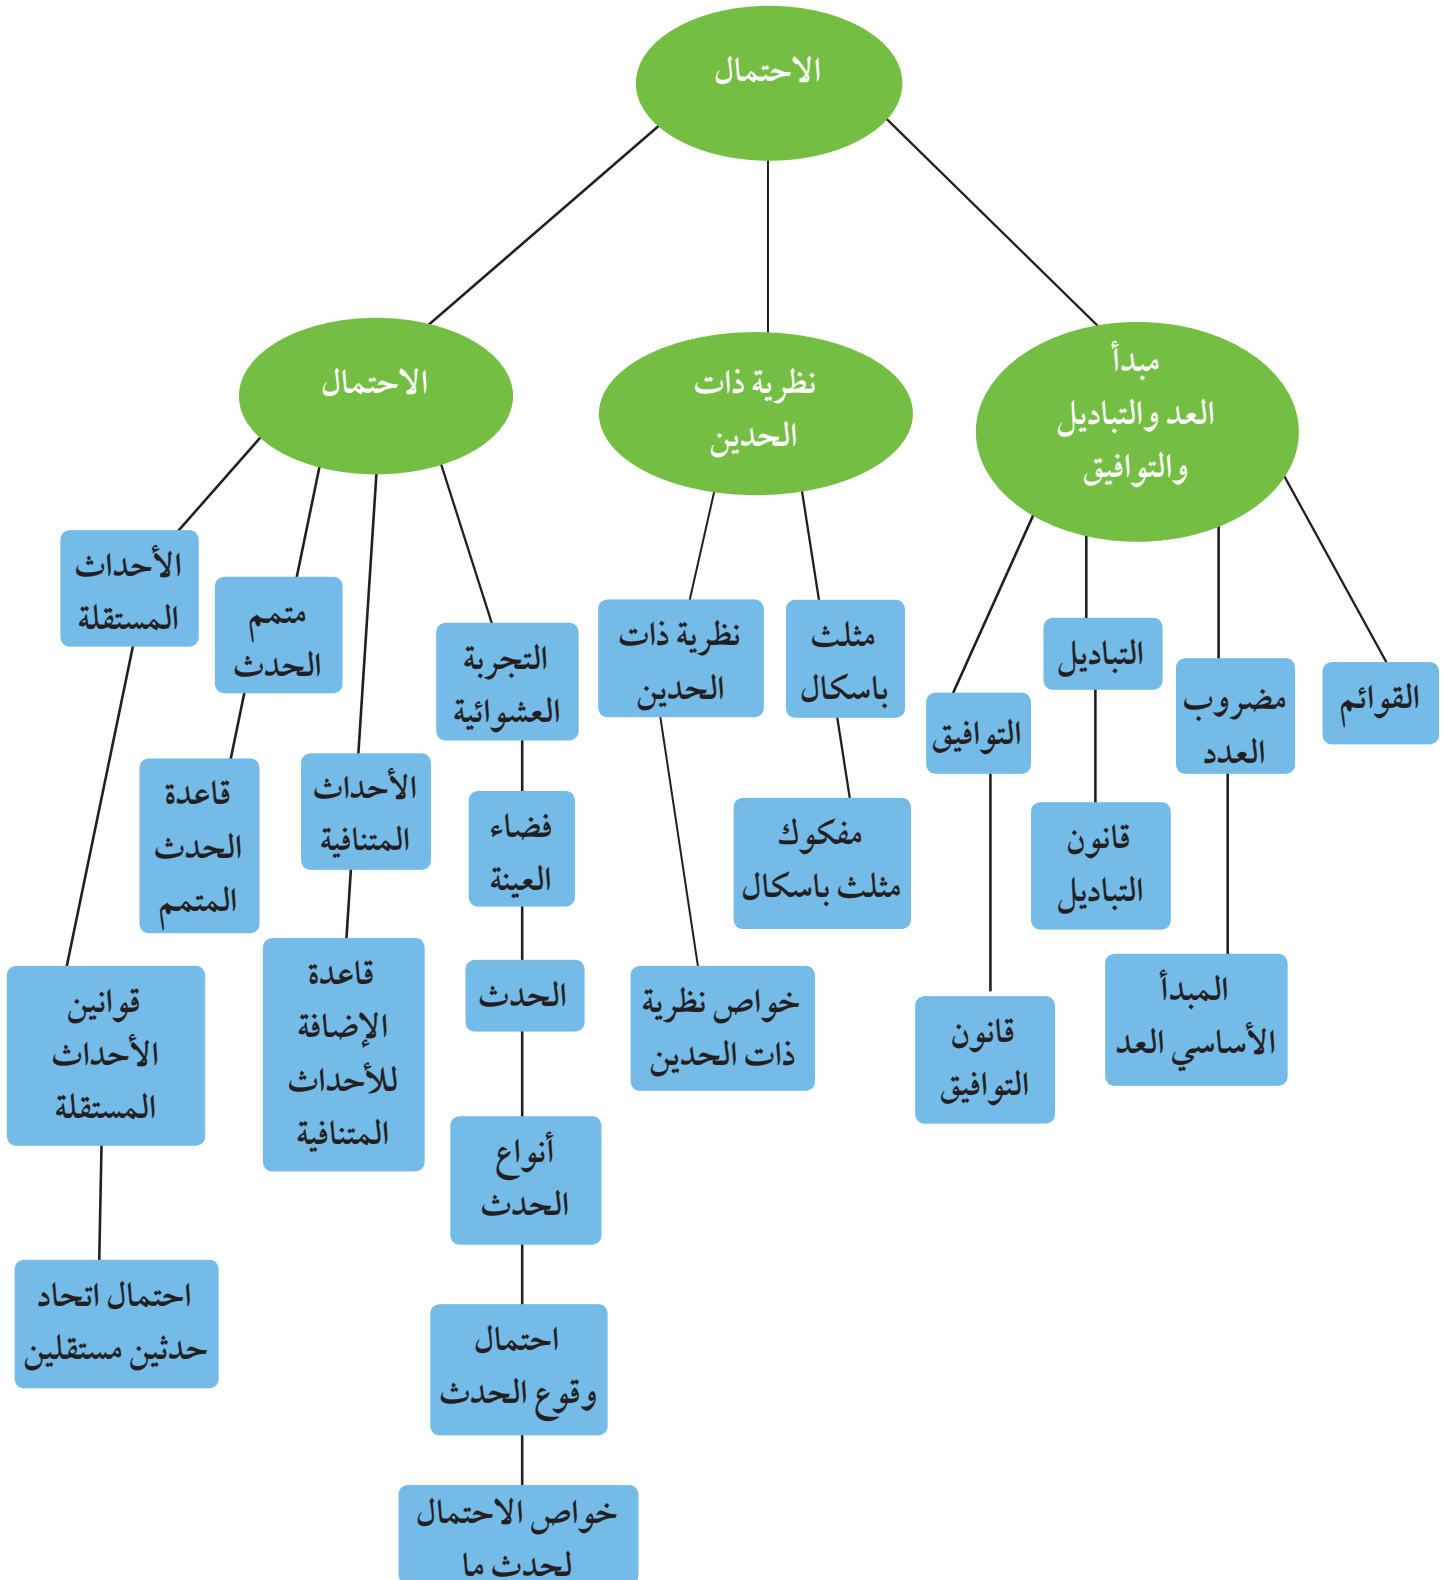 الاحتمال
مبدأ
العد والتباديل
والتوافيق
نظرية ذات
الحدين
الاحتمال
القوائم
مضروب
العدد
المبدأ
الأساسي العد
التباديل
قانون
التباديل
التوافيق
قانون
التوافيق
مثلث
باسكال
مفكوك
مثلث باسكال
نظرية ذات
الحدين
خواص نظرية
ذات الحدين
التجربة
العشوائية
فضاء
العينة
الحدث
أنواع
الحدث
احتمال
وقوع الحدث
خواص الاحتمال
لحدث ما
الأحداث
المتنافية
قاعدة
الإضافة
للأحداث
المتنافية
متمم
الحدث
قاعدة
الحدث
المتمم
الأحداث
المستقلة
قوانين
الأحداث
المستقلة
احتمال اتحاد
حدثين مستقلين